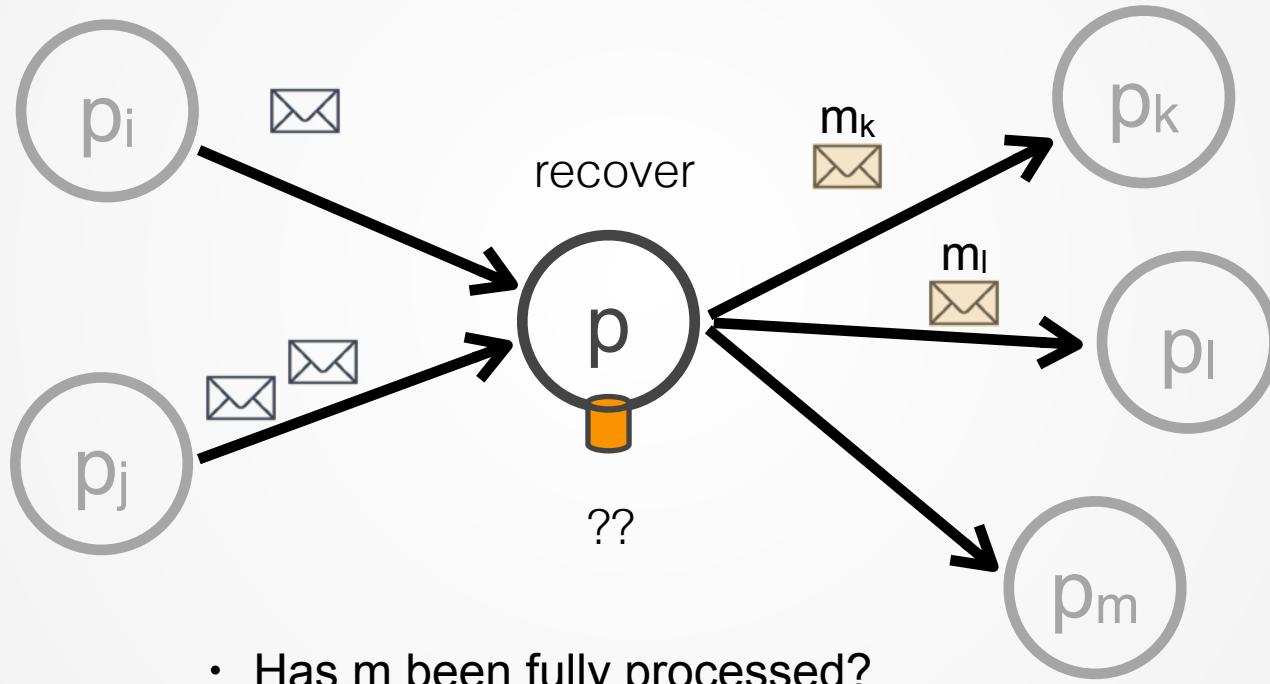 pi
mk
pk
recover
ml
p
pl
pj
??
pm
• Has m been fully processed?